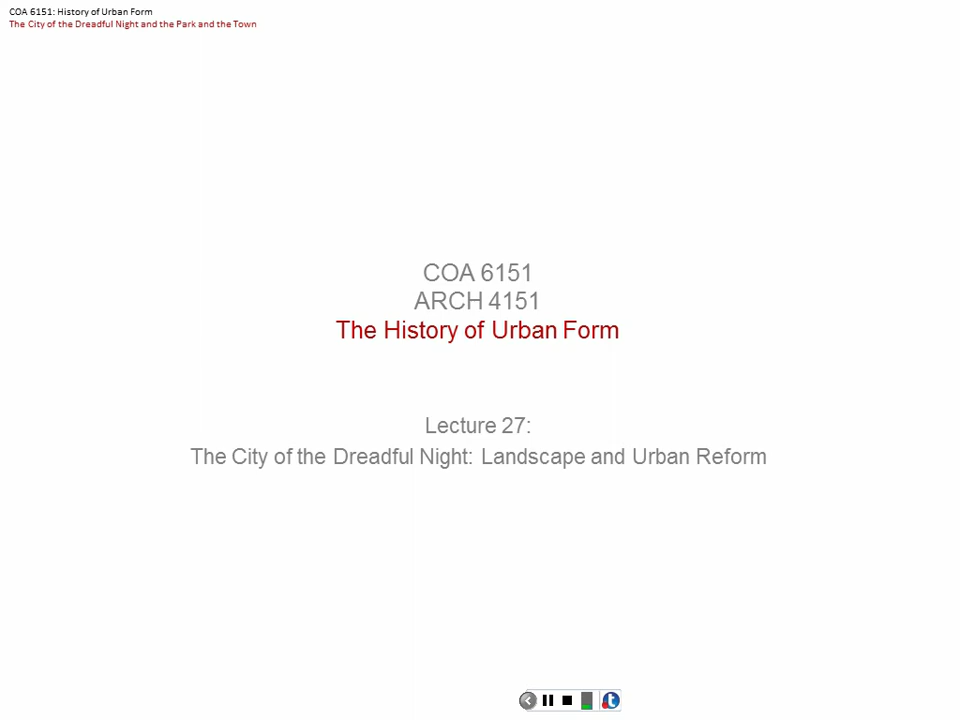 COA 6151: History of Urban Form
The City of the Dreadful Night and the Park and the Town
COA 6151
ARCH 4151
The History of Urban Form
Lecture 27:
The City of the Dreadful Night: Landscape and Urban Reform
t